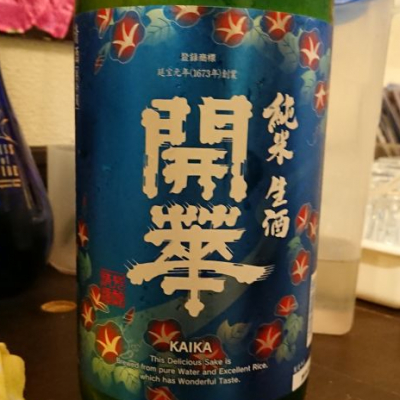 登録商標
延宝元年(1673年)創業
開華
純米生酒
KAIKA
This Delicious Sake is
Brewed from pure Water and Excellent Rice,
which has Wonderful Taste.